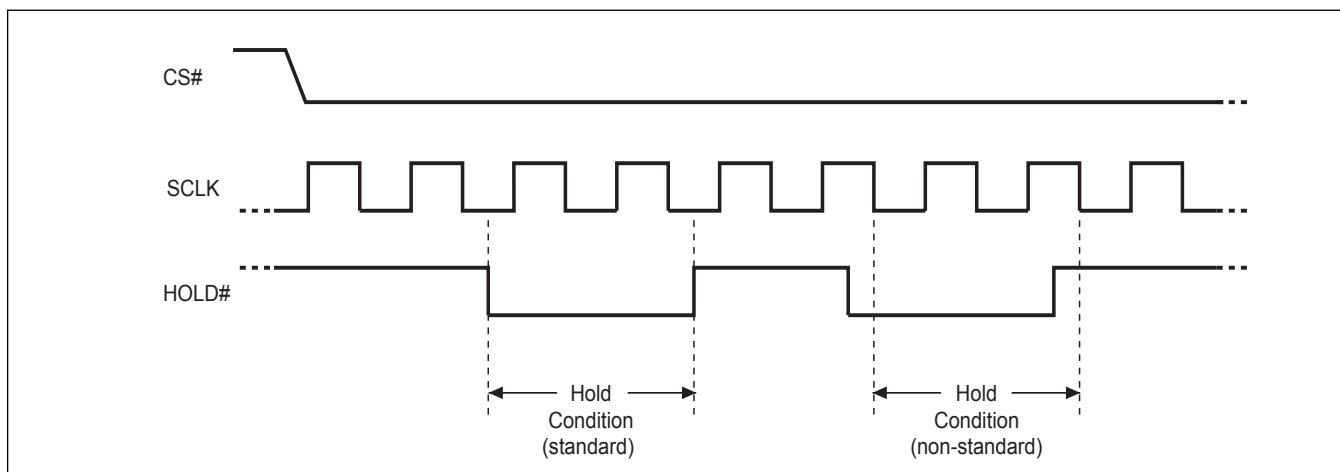 CS#
SCLK
HOLD#
Hold
Condition
(standard)
Hold
Condition
(non-standard)